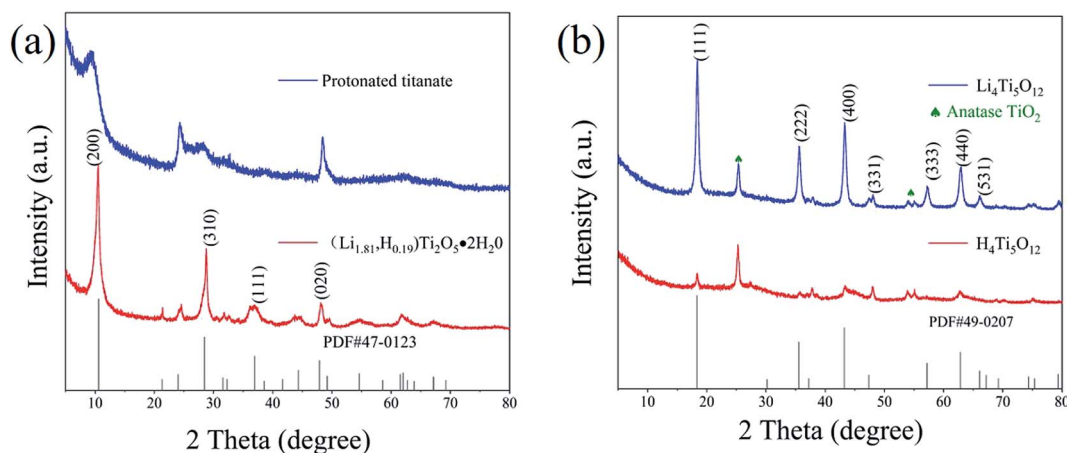 (a)
Protonated titanate
(200)
(310)
(Li1.81,H0.19)Ti2O5●2H20
(111)
(020)
PDF#47-0123
Intensity (a.u.)
10 20 30 40 50 60 70 80
2 Theta (degree)
(b)
(111)
Li4Ti5O12
♠ Anatase TiO2
(222)
(400)
(331)
(333)
(440)
(531)
H4Ti5O12
PDF#49-0207
Intensity (a.u.)
10 20 30 40 50 60 70 80
2 Theta (degree)